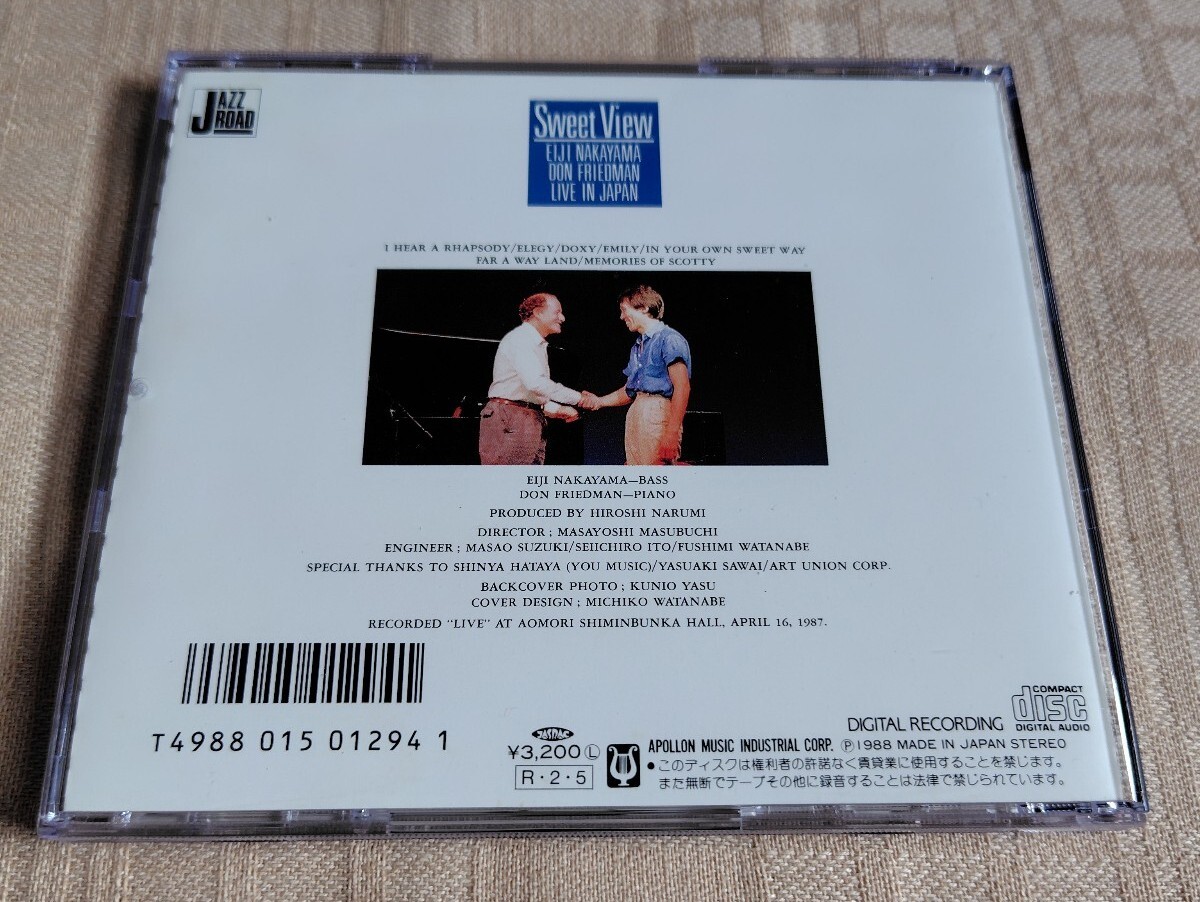 JAZZ
ROAD
Sweet View
EIJI NAKAYAMA
DON FRIEDMAN
LIVE IN JAPAN
I HEAR A RHAPSODY/ELEGY/DOXY/EMILY/IN YOUR OWN SWEET WAY
FAR A WAY LAND/MEMORIES OF SCOTTY
EIJI NAKAYAMA—BASS
DON FRIEDMAN—PIANO
PRODUCED BY HIROSHI NARUMI
DIRECTOR ; MASAYOSHI MASUBUCHI
ENGINEER ; MASAO SUZUKI/SEIICHIRO ITO/FUSHIMI WATANABE
SPECIAL THANKS TO SHINYA HATAYA (YOU MUSIC)/YASUAKI SAWAI/ART UNION CORP.
BACKCOVER PHOTO ; KUNIO YASU
COVER DESIGN ; MICHIKO WATANABE
RECORDED "LIVE" AT AOMORI SHIMINBUNKA HALL, APRIL 16, 1987.
T4988 015 01294 1
JASRAC
¥3,200 Ⓛ
R・2・5
COMPACT
disc
DIGITAL AUDIO
DIGITAL RECORDING
APOLLON MUSIC INDUSTRIAL CORP. Ⓟ1988 MADE IN JAPAN STEREO
●このディスクは権利者の許諾なく賃貸業に使用することを禁じます。
また無断でテープその他に録音することは法律で禁じられています。